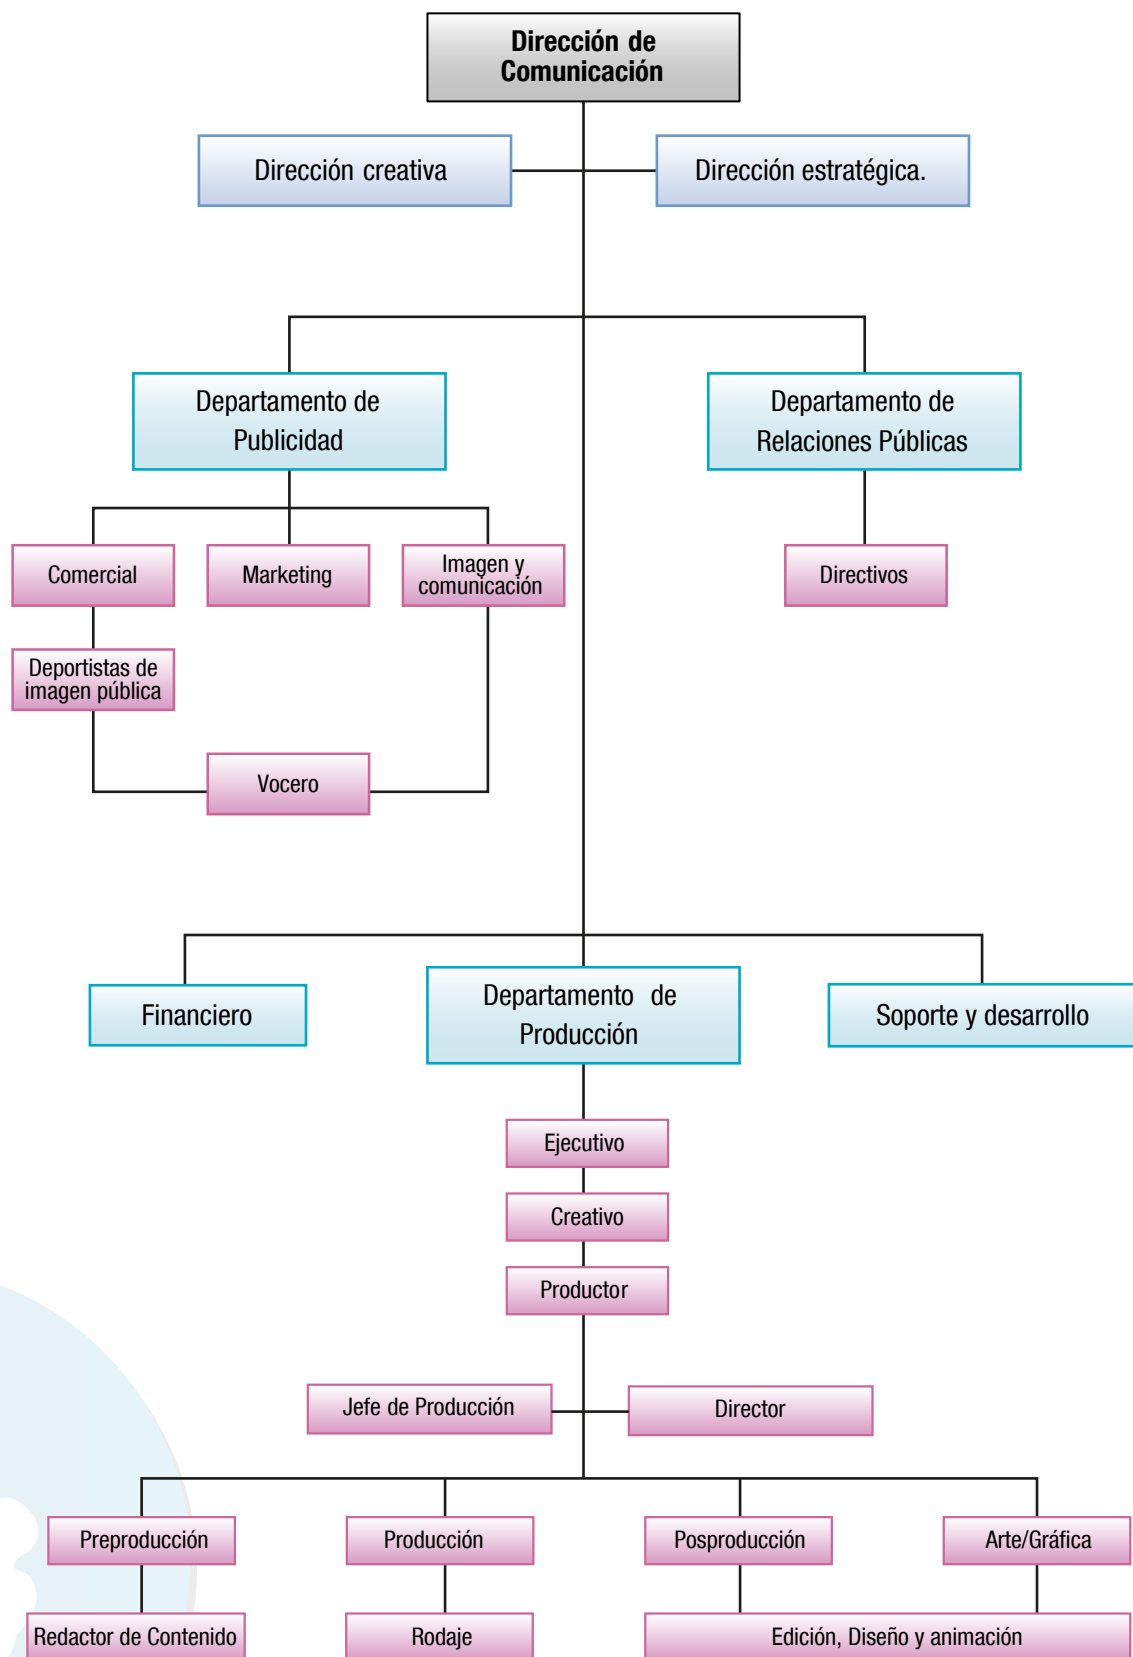 Dirección de
Comunicación
Dirección creativa
Dirección estratégica.
Departamento de
Publicidad
Departamento de
Relaciones Públicas
Comercial
Marketing
Imagen y
comunicación
Directivos
Deportistas de
imagen pública
Vocero
Financiero
Departamento de
Producción
Soporte y desarrollo
Ejecutivo
Creativo
Productor
Jefe de Producción
Director
Preproducción
Producción
Posproducción
Arte/Gráfica
Redactor de Contenido
Rodaje
Edición, Diseño y animación